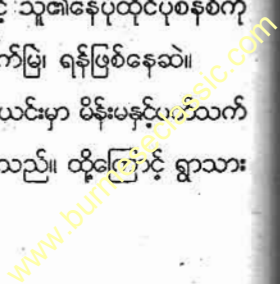 သူ၏နေပုထိုင်ပုစနစ်ကို
က်မြဲ၊ ရန်ဖြစ်နေဆဲ။
ယင်းမှာ မိန်းမနှင့်ပတ်သက်
သည်။ ထို့ကြောင့် ရွာသား
www.burmeseclassic.com